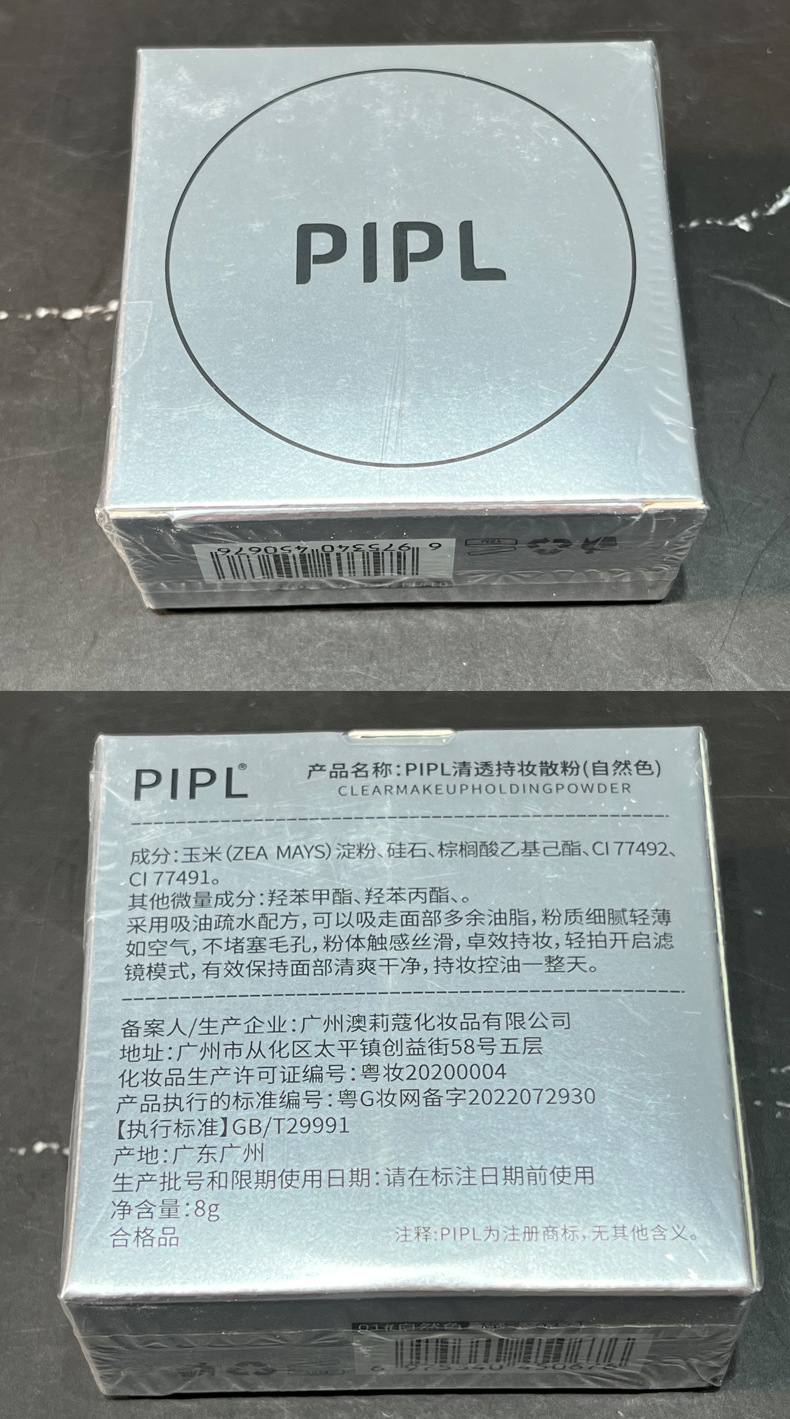 PIPL
6 975340 450676
12M
PIPL®
产品名称:PIPL清透持妆散粉(自然色)
CLEARMAKEUPHOLDINGPOWDER
成分:玉米(ZEA MAYS)淀粉、硅石、棕榈酸乙基己酯、CI 77492、
CI 77491。
其他微量成分:羟苯甲酯、羟苯丙酯、。
采用吸油疏水配方,可以吸走面部多余油脂,粉质细腻轻薄
如空气,不堵塞毛孔,粉体触感丝滑,卓效持妆,轻拍开启滤
镜模式,有效保持面部清爽干净,持妆控油一整天。
备案人/生产企业:广州澳莉蔻化妆品有限公司
地址:广州市从化区太平镇创益街58号五层
化妆品生产许可证编号:粤妆20200004
产品执行的标准编号:粤G妆网备字2022072930
【执行标准】GB/T29991
产地:广东广州
生产批号和限期使用日期:请在标注日期前使用
净含量:8g
合格品
注释:PIPL为注册商标,无其他含义。
01#自然色
6 975340 450676